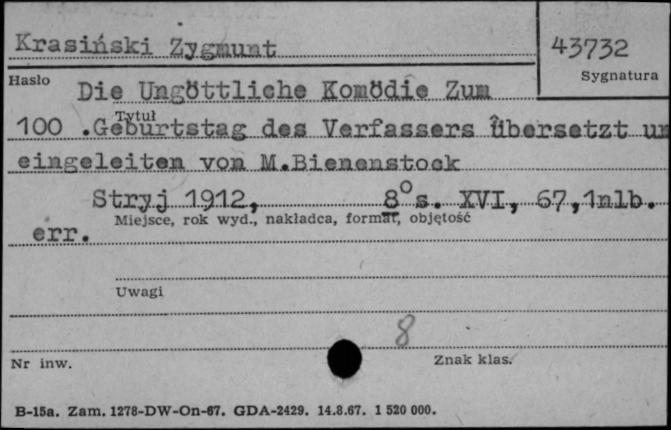 Krasiński Zygmunt
43732
Sygnatura
Hasło
Die Ungöttliche Komödie Zum
Tytuł
100 .Geburtstag des Verfassers übersetzt un
eingeleiten von M.Bienenstock
Stryj 1912, 8° s. XVI, 67,1nlb.
Miejsce, rok wyd., nakładca, format, objętość
err.
Uwagi
8
Nr inw.
Znak klas.
B-15a. Zam. 1278-DW-On-67. GDA-2429. 14.8.67. 1 520 000.